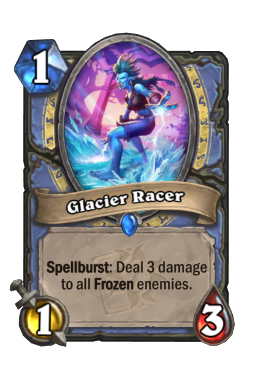 1
Glacier Racer
Spellburst: Deal 3 damage
to all Frozen enemies.
1
3